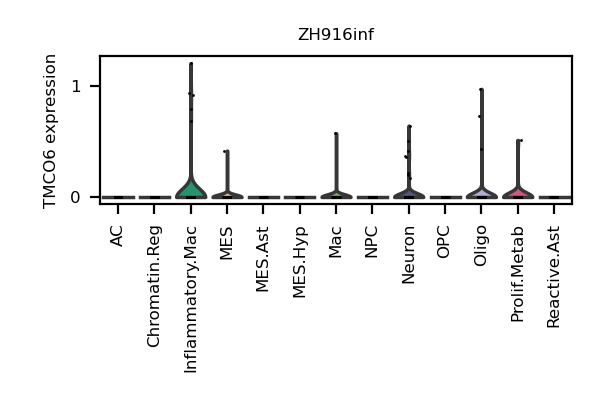 ZH916inf
TMCO6 expression
1
0
AC
Chromatin.Reg
Inflammatory.Mac
MES
MES.Ast
MES.Hyp
Mac
NPC
Neuron
OPC
Oligo
Prolif.Metab
Reactive.Ast